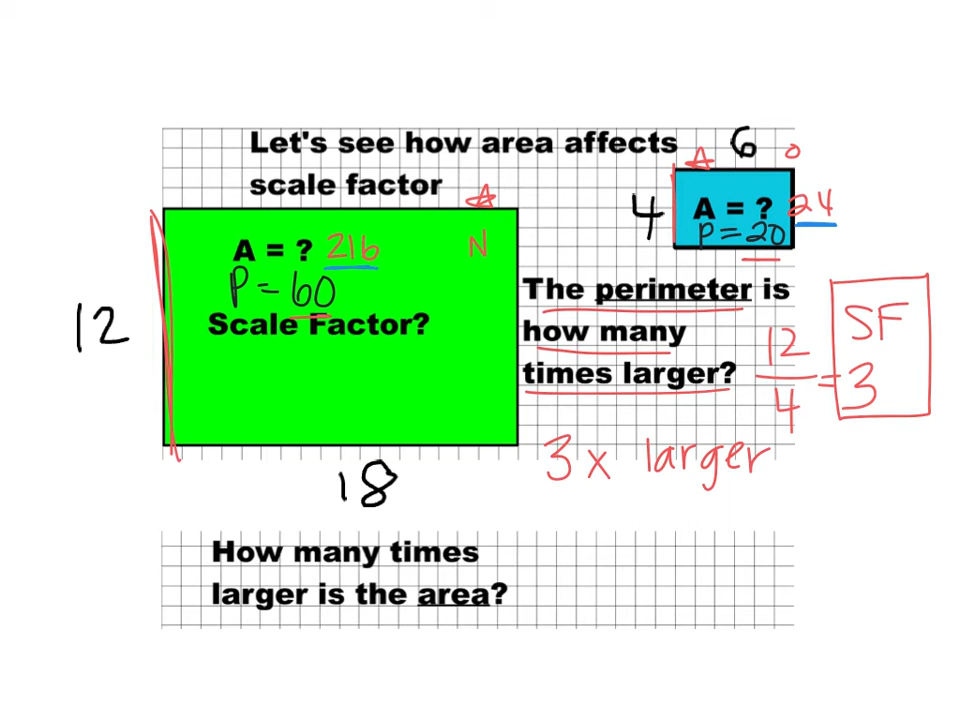 Let's see how area affects
scale factor
6
A O
4
A = ? 24
P = 20
A
N
A = ? 216
P = 60
Scale Factor?
12
18
The perimeter is
how many
times larger?
12
4
= 3
SF
3 x larger
How many times
larger is the area?